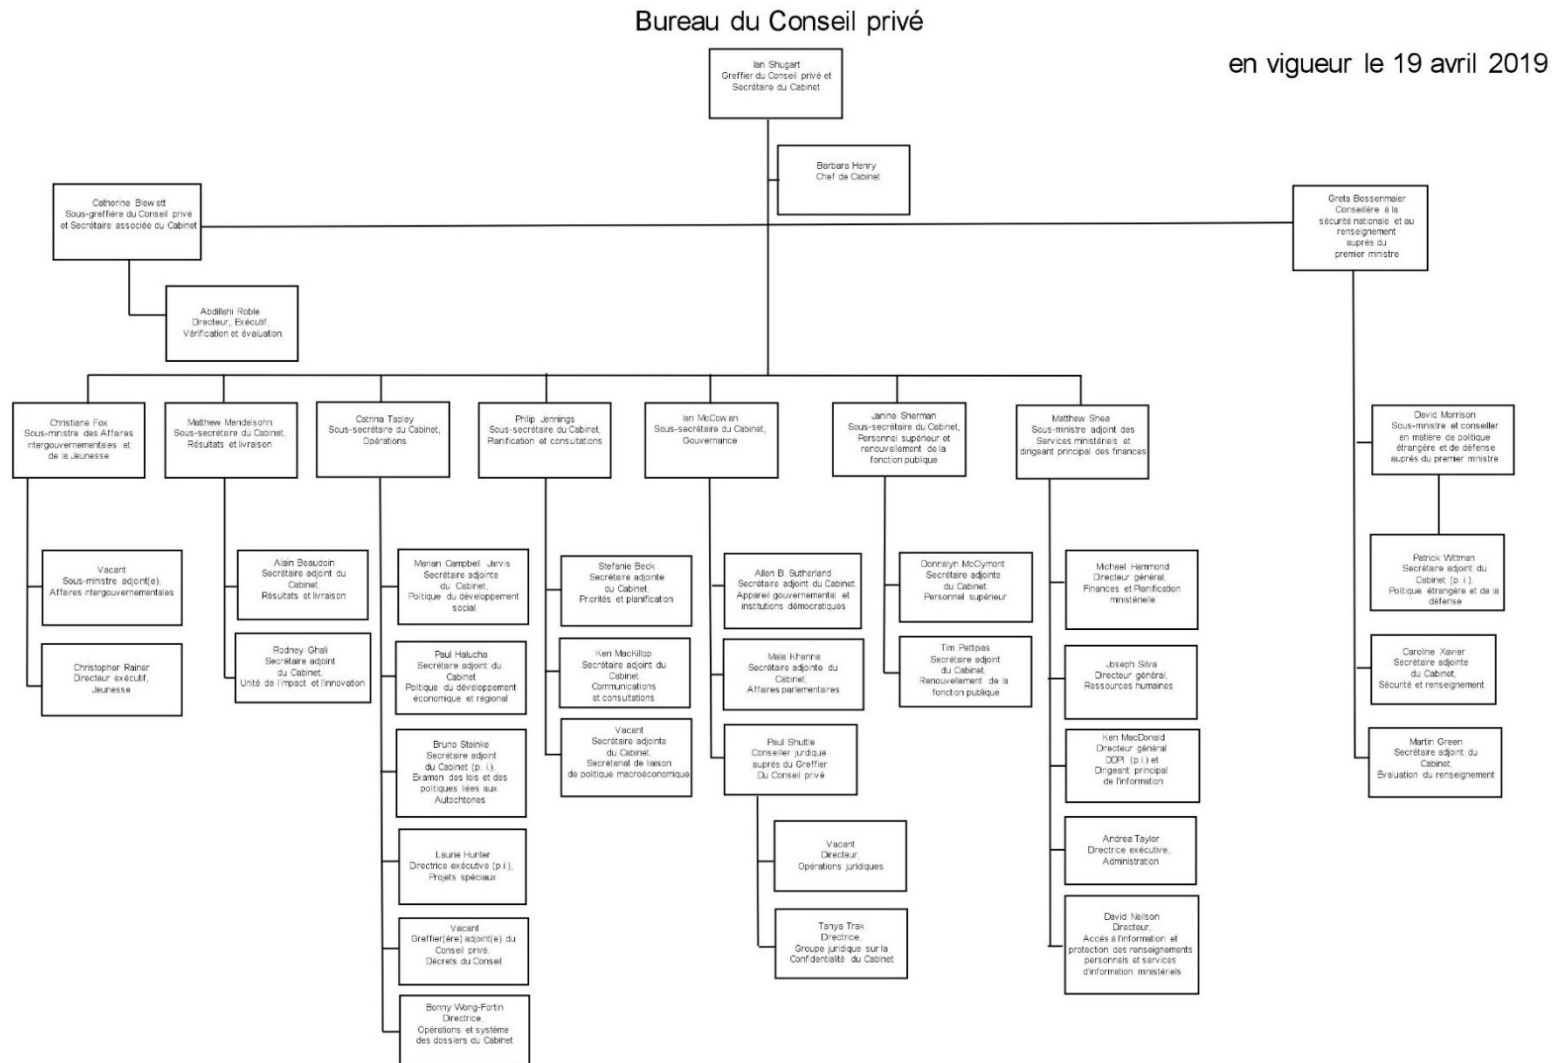 Bureau du Conseil privé
en vigueur le 19 avril 2019
Ian Shugart
Greffier du Conseil privé et
Secrétaire du Cabinet
Barbara Henry
Chef de Cabinet
Catherine Blewett
Sous-greffière du Conseil privé
et Secrétaire associée du Cabinet
Greta Bossenmaier
Conseillère à la
sécurité nationale et au
renseignement
auprès du
premier ministre
Abdillahi Roble
Directeur, Exécutif,
Vérification et évaluation
Christiane Fox
Sous-ministre des Affaires
intergouvernementales et
de la Jeunesse
Matthew Mendelsohn
Sous-secrétaire du Cabinet,
Résultats et livraison
Catrina Tapley
Sous-secrétaire du Cabinet,
Opérations
Philip Jennings
Sous-secrétaire du Cabinet,
Planification et consultations
Ian McCowan
Sous-secrétaire du Cabinet,
Gouvernance
Janine Sherman
Sous-secrétaire du Cabinet,
Personnel supérieur et
renouvellement de la
fonction publique
Matthew Shea
Sous-ministre adjoint des
Services ministériels et
dirigeant principal des finances
David Morrison
Sous-ministre et conseiller
en matière de politique
étrangère et de défense
auprès du premier ministre
Vacant
Sous-ministre adjoint(e),
Affaires intergouvernementales
Christopher Rainer
Directeur exécutif,
Jeunesse
Alain Beaudoin
Secrétaire adjoint du
Cabinet,
Résultats et livraison
Rodney Ghali
Secrétaire adjoint
du Cabinet,
Unité de l'impact et l'innovation
Marian Campbell Jarvis
Secrétaire adjointe
du Cabinet,
Politique du développement
social
Paul Halucha
Secrétaire adjoint du
Cabinet
Politique du développement
économique et régional
Bruno Steinke
Secrétaire adjoint
du Cabinet (p. i.),
Examen des lois et des
politiques liées aux
Autochtones
Laurie Hunter
Directrice exécutive (p.i.),
Projets spéciaux
Vacant
Greffier(ère) adjoint(e) du
Conseil privé,
Décrets du Conseil
Bonny Wong-Fortin
Directrice,
Opérations et système
des dossiers du Cabinet
Stefanie Beck
Secrétaire adjointe
du Cabinet,
Priorités et planification
Ken MacKillop
Secrétaire adjoint du
Cabinet,
Communications
et consultations
Vacant
Secrétaire adjointe
du Cabinet,
Secrétariat de liaison
de politique macroéconomique
Allen B. Sutherland
Secrétaire adjoint du Cabinet,
Appareil gouvernemental et
institutions démocratiques
Mala Khanna
Secrétaire adjointe du
Cabinet,
Affaires parlementaires
Paul Shuttle
Conseiller juridique
auprès du Greffier
Du Conseil privé
Vacant
Directeur,
Opérations juridiques
Tanya Trak
Directrice,
Groupe juridique sur la
Confidentialité du Cabinet
Donnalyn McClymont
Secrétaire adjointe
du Cabinet,
Personnel supérieur
Tim Pettpas
Secrétaire adjoint
du Cabinet,
Renouvellement de la
fonction publique
Michael Hammond
Directeur général,
Finances et Planification
ministérielle
Joseph Silva
Directeur général,
Ressources humaines
Ken MacDonald
Directeur général
DDPI (p.i.) et
Dirigeant principal
de l'information
Andrea Taylor
Directrice exécutive,
Administration
David Neilson
Directeur,
Accès à l'information et
protection des renseignements
personnels et services
d'information ministériels
Patrick Wittman
Secrétaire adjoint du
Cabinet (p. i.),
Politique étrangère et de la
défense
Caroline Xavier
Secrétaire adjointe
du Cabinet,
Sécurité et renseignement
Martin Green
Secrétaire adjoint du
Cabinet,
Évaluation du renseignement